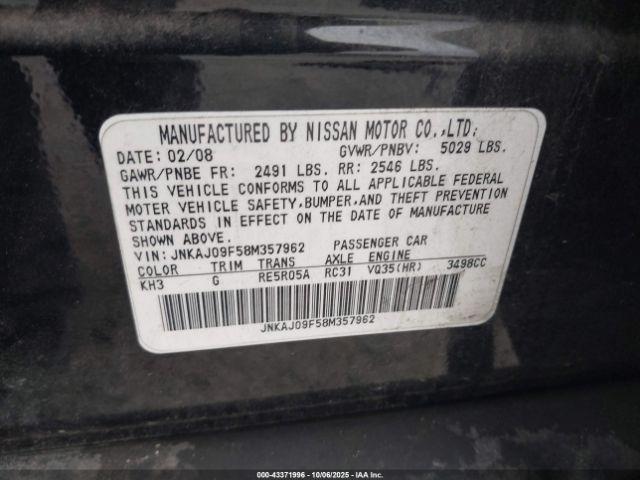 MANUFACTURED BY NISSAN MOTOR CO.,LTD.
DATE: 02/08 GVWR/PNBV: 5029 LBS.
GAWR/PNBE FR: 2491 LBS. RR: 2546 LBS.
THIS VEHICLE CONFORMS TO ALL APPLICABLE FEDERAL
MOTER VEHICLE SAFETY,BUMPER,AND THEFT PREVENTION
STANDARDS IN EFFECT ON THE DATE OF MANUFACTURE
SHOWN ABOVE.
VIN:JNKAJ09F58M357962 PASSENGER CAR
COLOR TRIM TRANS AXLE ENGINE
KH3 G RE5R05A RC31 VQ35(HR) 3498CC
JNKAJ09F58M357962
000-43371996 | 10/06/2025 | IAA Inc.